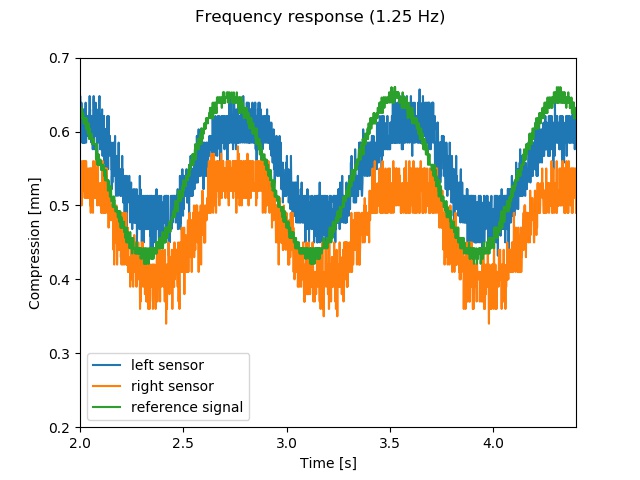 Frequency response (1.25 Hz)
0.7
0.6
0.5
0.4
0.3
0.2
Compression [mm]
left sensor
right sensor
reference signal
2.0 2.5 3.0 3.5 4.0
Time [s]